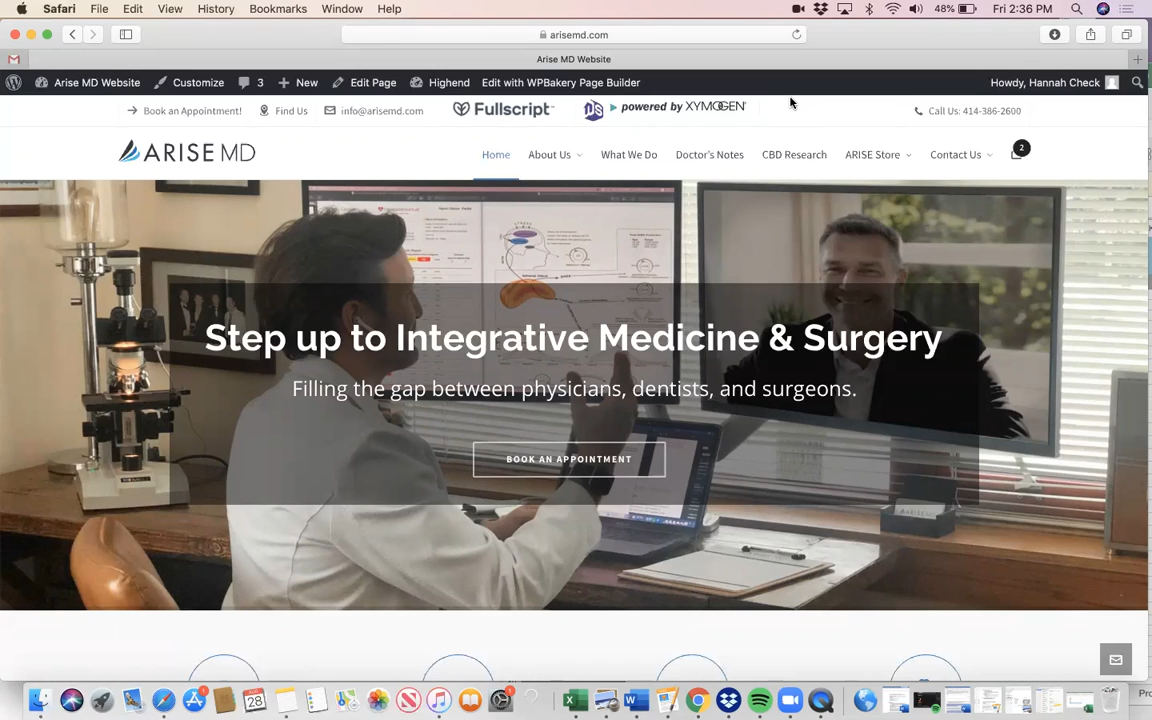 Safari File Edit View History Bookmarks Window Help 48% Fri 2:36 PM
arisemd.com
Arise MD Website
Arise MD Website Customize 3 New Edit Page Highend Edit with WPBakery Page Builder Howdy, Hannah Check
Book an Appointment! Find Us info@arisemd.com Fullscript powered by XYMOGEN Call Us: 414-386-2600
ARISE MD Home About Us What We Do Doctor's Notes CBD Research ARISE Store Contact Us 2
Step up to Integrative Medicine & Surgery
Filling the gap between physicians, dentists, and surgeons.
BOOK AN APPOINTMENT